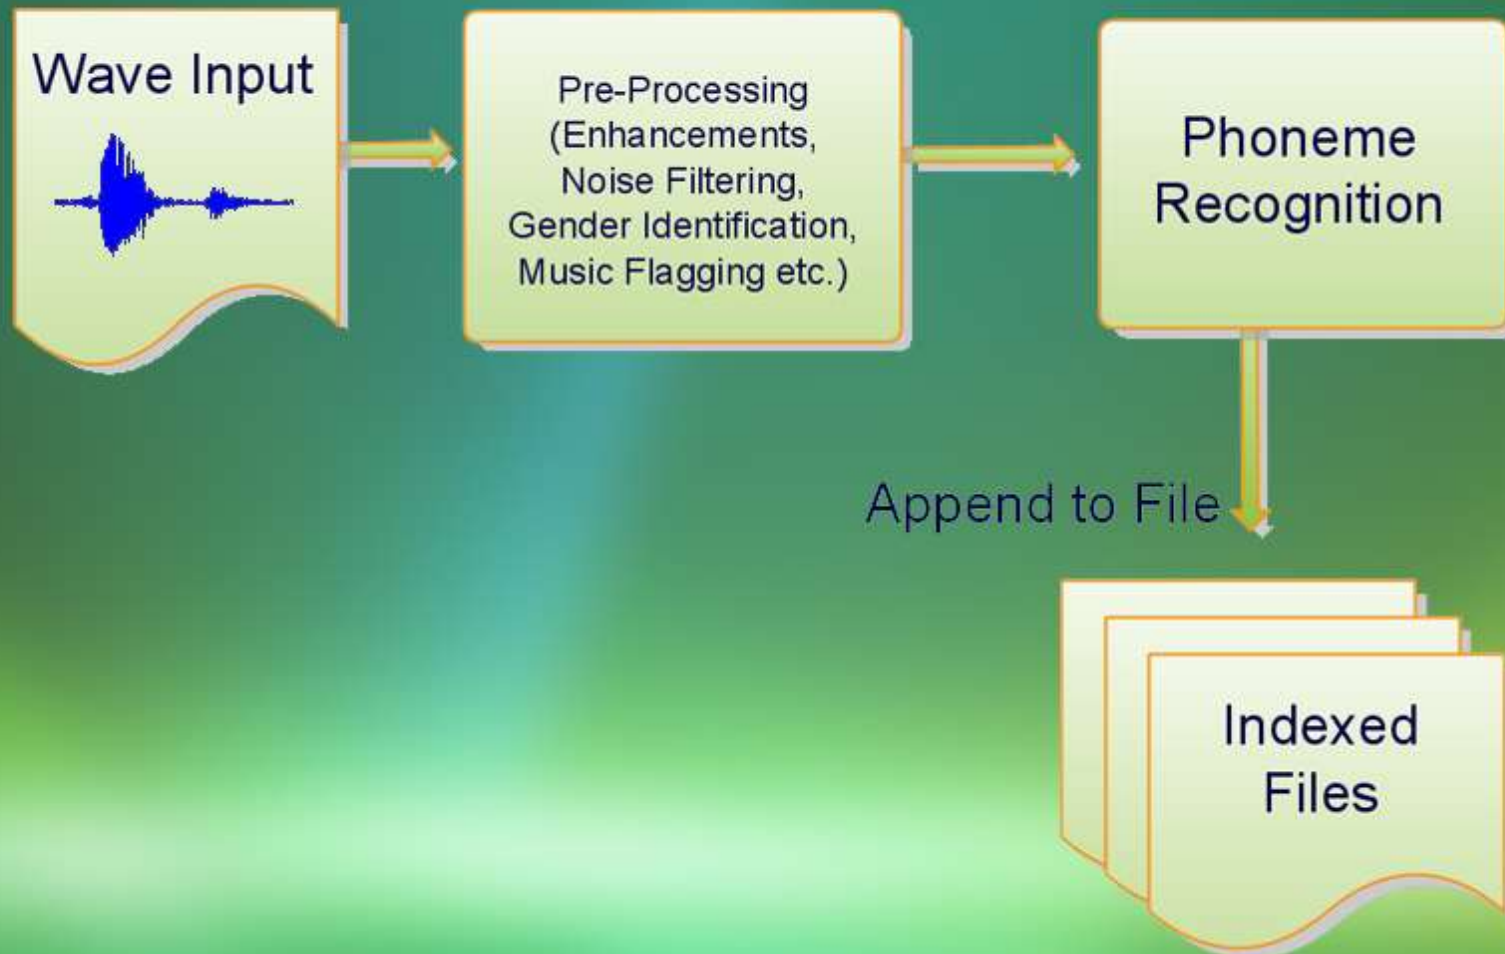 Wave Input
Pre-Processing
(Enhancements,
Noise Filtering,
Gender Identification,
Music Flagging etc.)
Phoneme
Recognition
Append to File
Indexed
Files